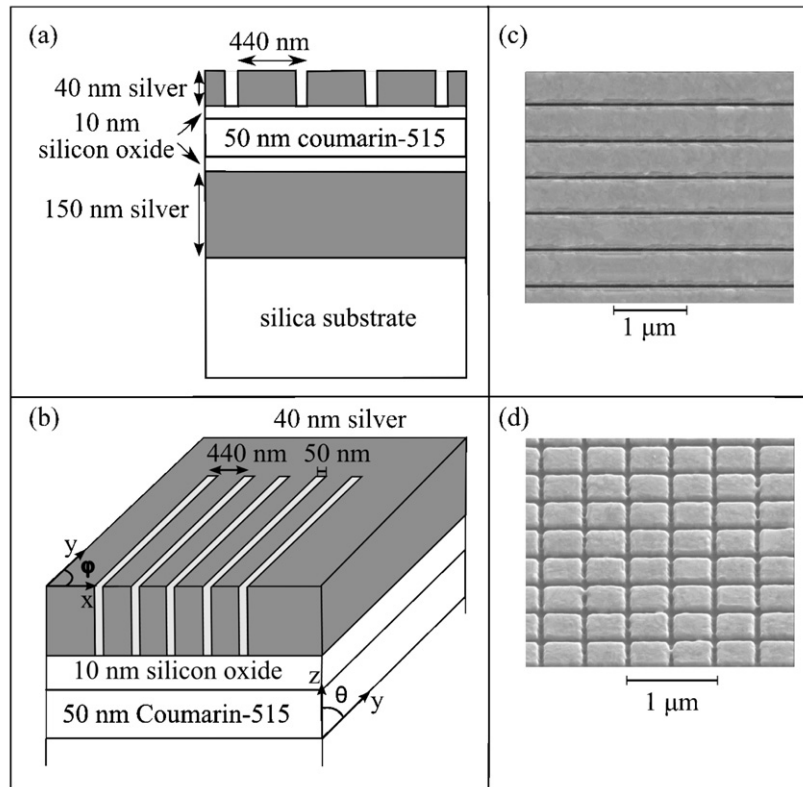 (a)
440 nm
40 nm silver
10 nm
silicon oxide
50 nm coumarin-515
150 nm silver
silica substrate
(b)
40 nm silver
440 nm
50 nm
y
φ
x
10 nm silicon oxide
z
θ
y
50 nm Coumarin-515
(c)
1 μm
(d)
1 μm